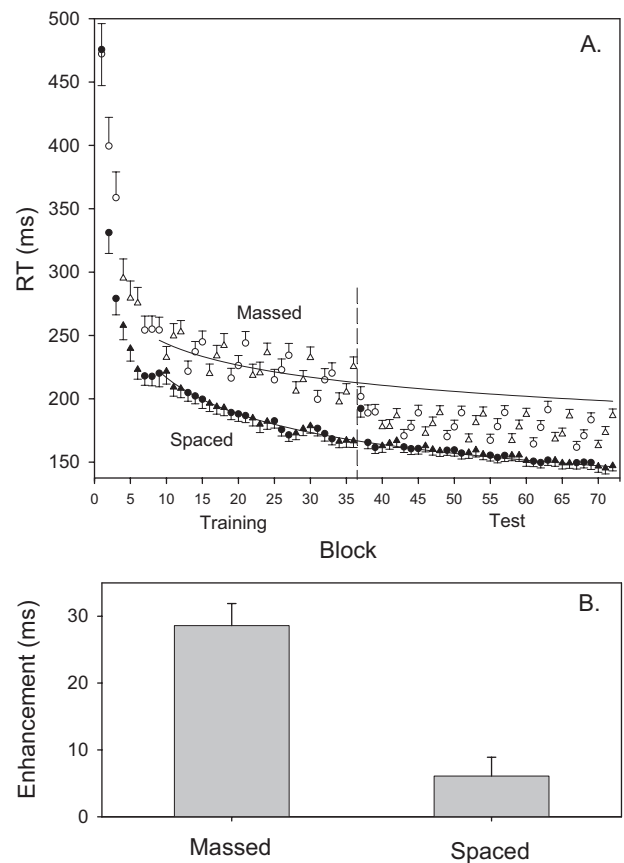 A.
500
450
400
350
300
250
200
150
RT (ms)
Massed
Spaced
0 5 10 15 20 25 30 35 40 45 50 55 60 65 70
Training Test
Block
B.
30
20
10
0
Enhancement (ms)
Massed Spaced